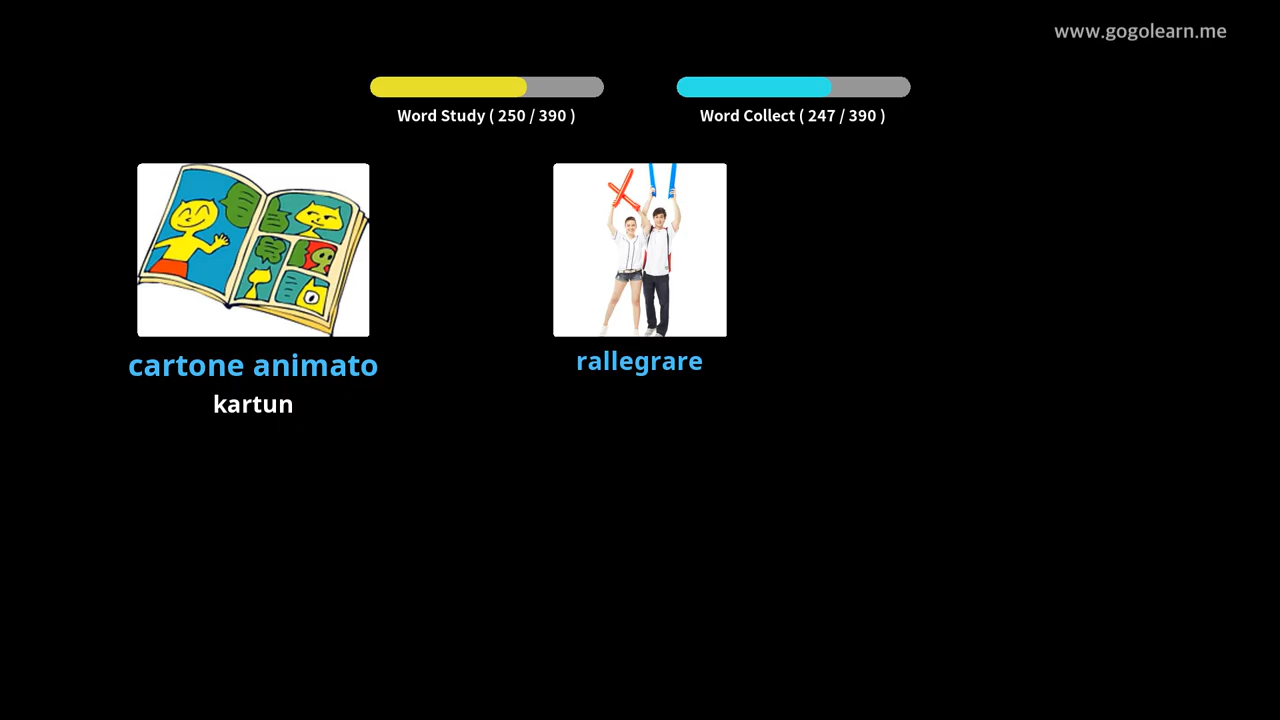 www.gogolearn.me
Word Study ( 250 / 390 )
Word Collect ( 247 / 390 )
cartone animato
kartun
rallegrare